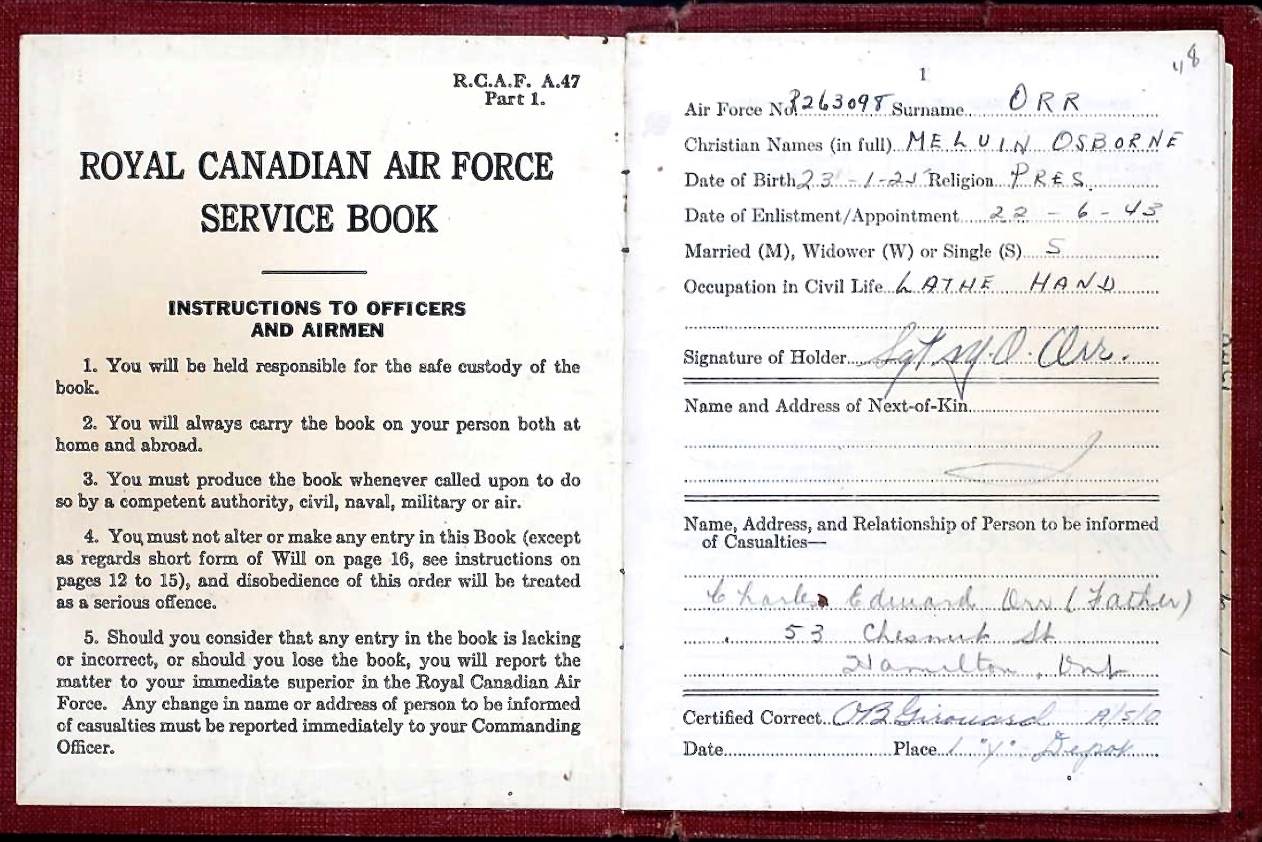 R.C.A.F. A.47
Part 1.
ROYAL CANADIAN AIR FORCE
SERVICE BOOK
INSTRUCTIONS TO OFFICERS
AND AIRMEN
1. You will be held responsible for the safe custody of the
book.
2. You will always carry the book on your person both at
home and abroad.
3. You must produce the book whenever called upon to do
so by a competent authority, civil, naval, military or air.
4. You must not alter or make any entry in this Book (except
as regards short form of Will on page 16, see instructions on
pages 12 to 15), and disobedience of this order will be treated
as a serious offence.
5. Should you consider that any entry in the book is lacking
or incorrect, or should you lose the book, you will report the
matter to your immediate superior in the Royal Canadian Air
Force. Any change in name or address of person to be informed
of casualties must be reported immediately to your Commanding
Officer.
1
Air Force No. R263098 Surname ORR
Christian Names (in full) MELVIN OSBORNE
Date of Birth 23-1-25 Religion PRES.
Date of Enlistment/Appointment 22-6-43
Married (M), Widower (W) or Single (S) S
Occupation in Civil Life LATHE HAND
Signature of Holder Sgt M.O. Orr.
Name and Address of Next-of-Kin
Name, Address, and Relationship of Person to be informed
of Casualties—
Charles Edward Orr (Father)
53 Chesnut St
Hamilton, Ont
Certified Correct OB Girouard A/S/O
Date Place 1 "Y" Depot